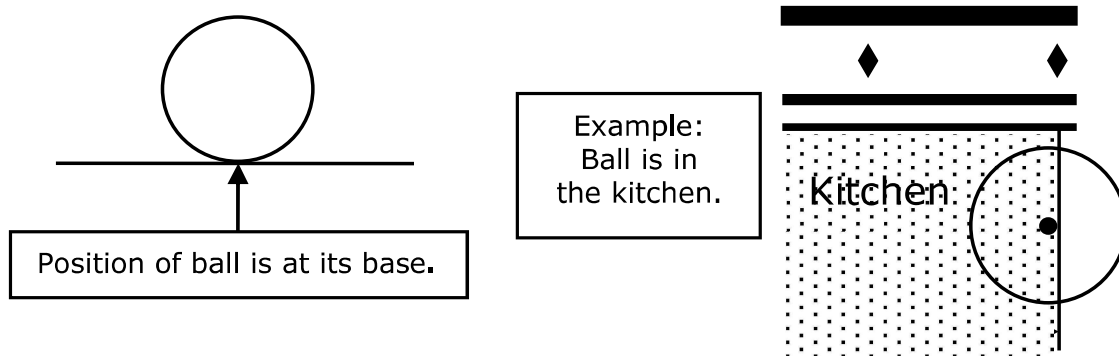 Position of ball is at its base.
Example:
Ball is in
the kitchen.
Kitchen